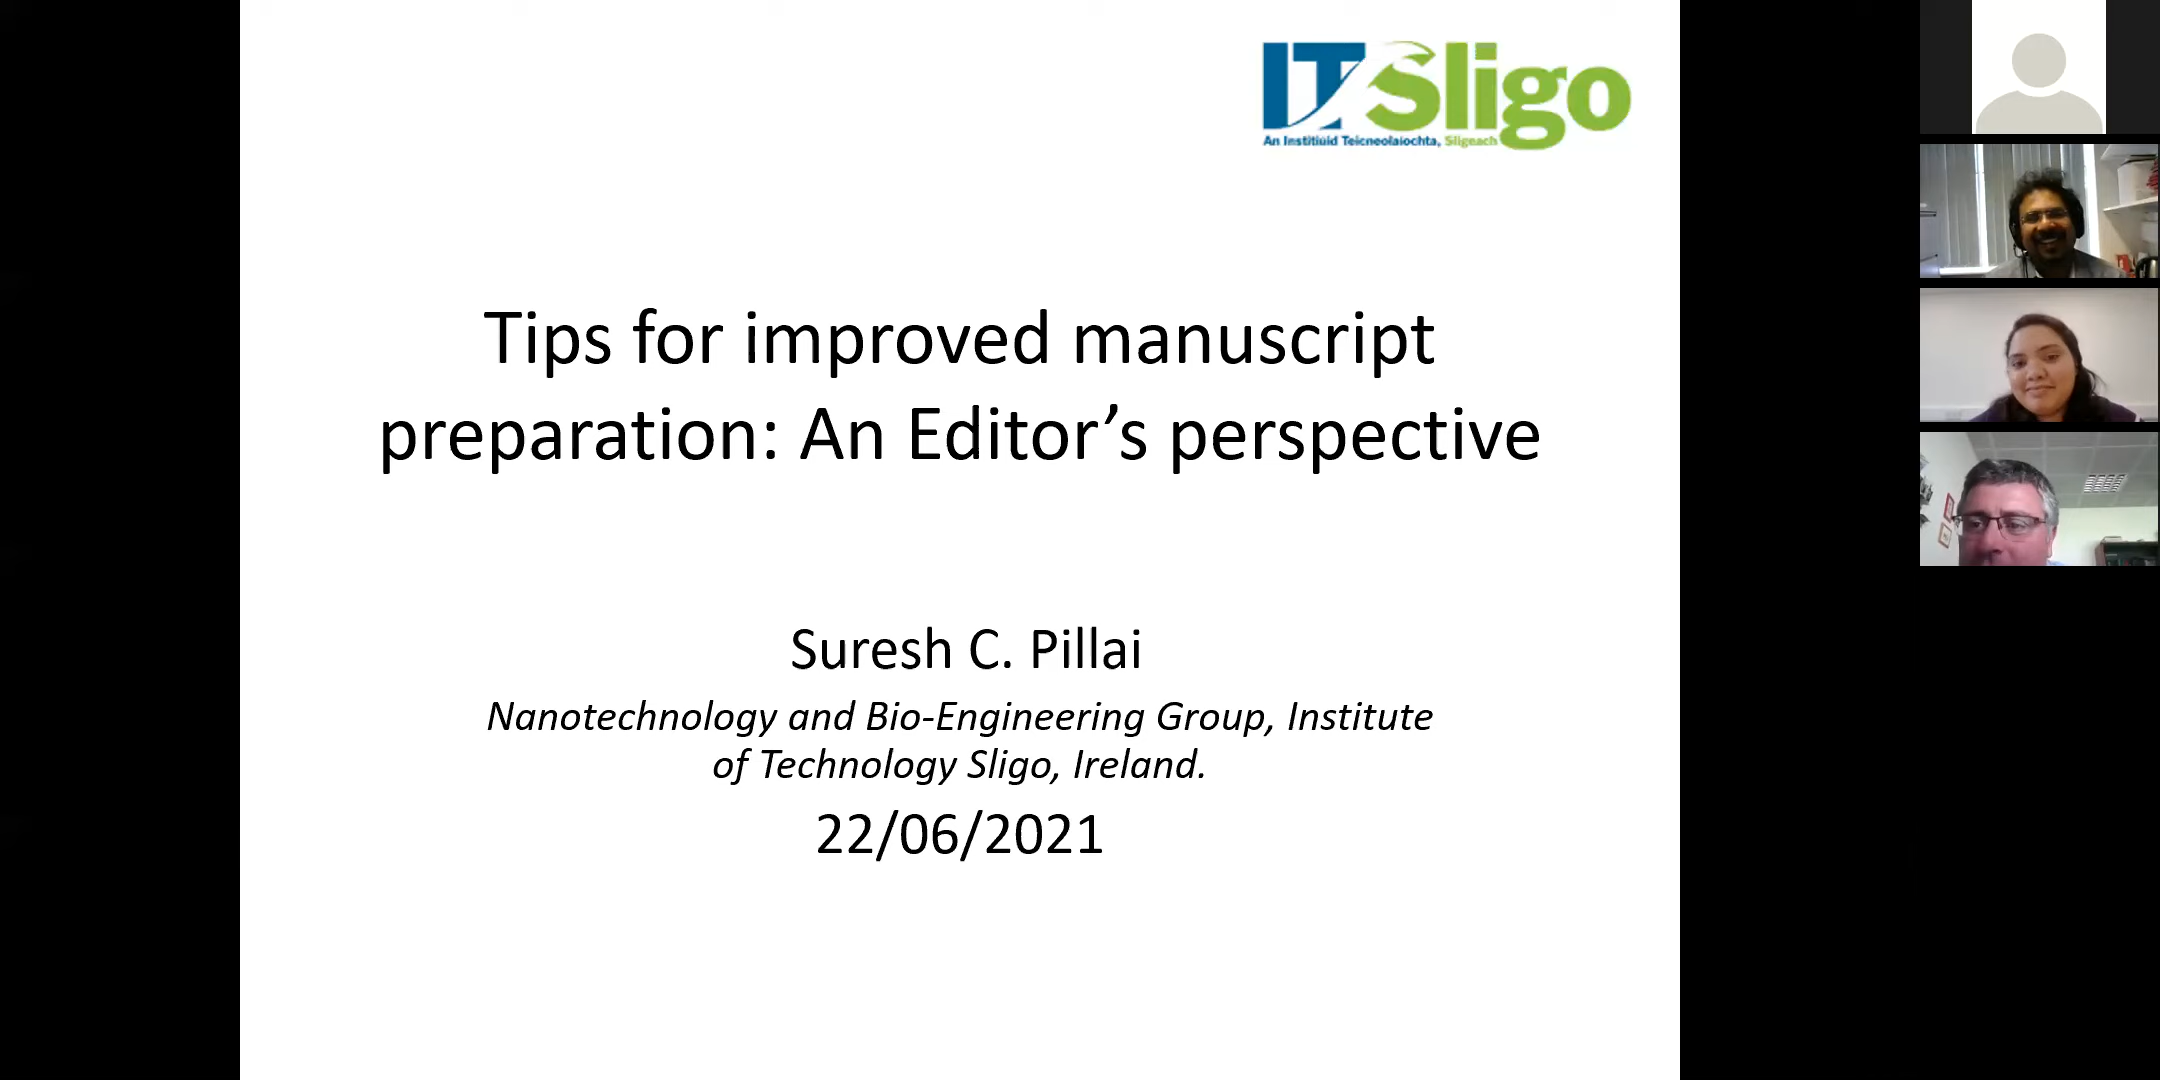 IT Sligo
An Institiúid Teicneolaíochta, Sligeach
Tips for improved manuscript
preparation: An Editor’s perspective
Suresh C. Pillai
Nanotechnology and Bio-Engineering Group, Institute
of Technology Sligo, Ireland.
22/06/2021